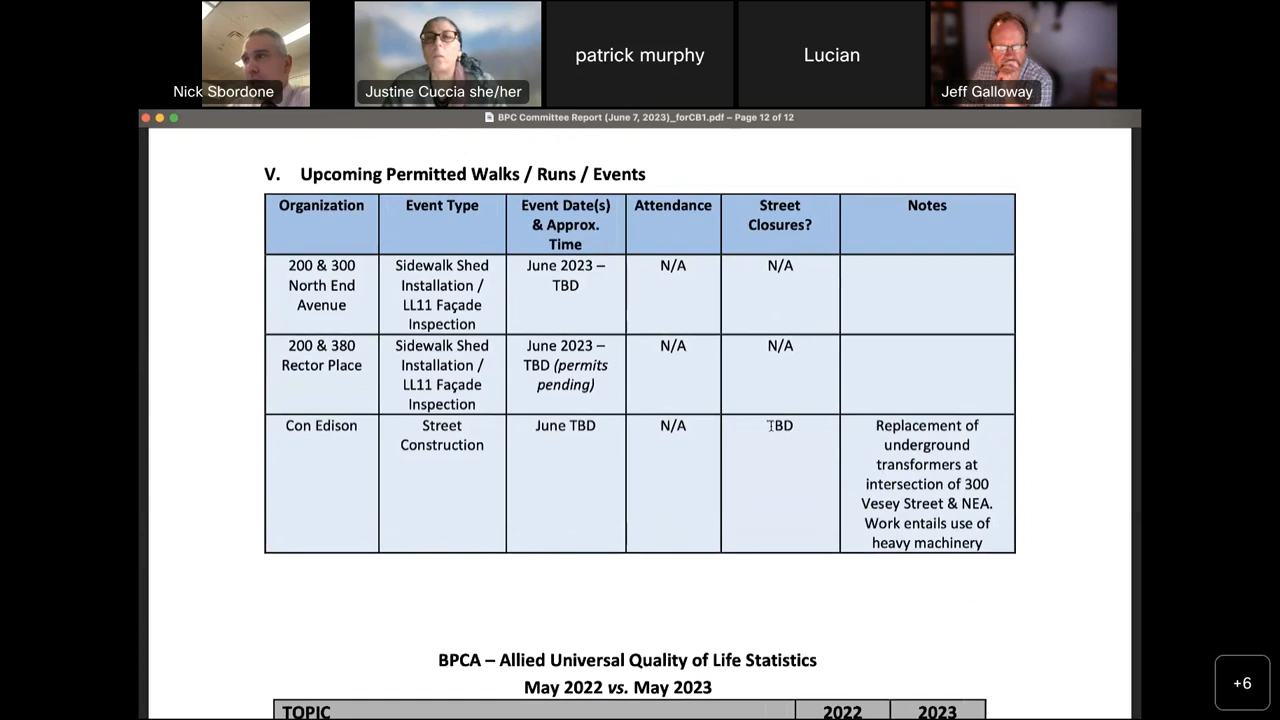 Nick Sbordone
Justine Cuccia she/her
patrick murphy
Lucian
Jeff Galloway
BPC Committee Report (June 7, 2023)_forCB1.pdf – Page 12 of 12
V. Upcoming Permitted Walks / Runs / Events
Organization
Event Type
Event Date(s)
& Approx.
Time
Attendance
Street
Closures?
Notes
200 & 300
North End
Avenue
Sidewalk Shed
Installation /
LL11 Façade
Inspection
June 2023 –
TBD
N/A
N/A
200 & 380
Rector Place
Sidewalk Shed
Installation /
LL11 Façade
Inspection
June 2023 –
TBD (permits
pending)
N/A
N/A
Con Edison
Street
Construction
June TBD
N/A
TBD
Replacement of
underground
transformers at
intersection of 300
Vesey Street & NEA.
Work entails use of
heavy machinery
BPCA – Allied Universal Quality of Life Statistics
May 2022 vs. May 2023
TOPIC
2022
2023
+6